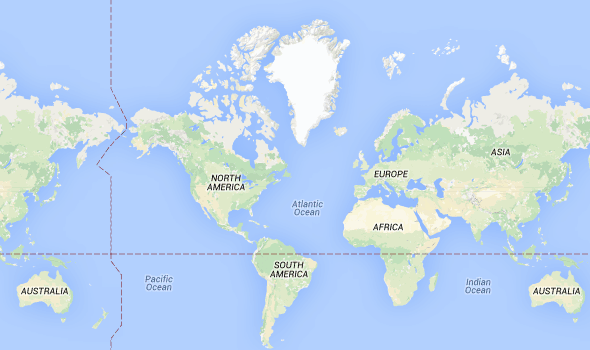 ASIA
NORTH
AMERICA
EUROPE
Atlantic
Ocean
AFRICA
SOUTH
AMERICA
Pacific
Ocean
Indian
Ocean
AUSTRALIA
AUSTRALIA